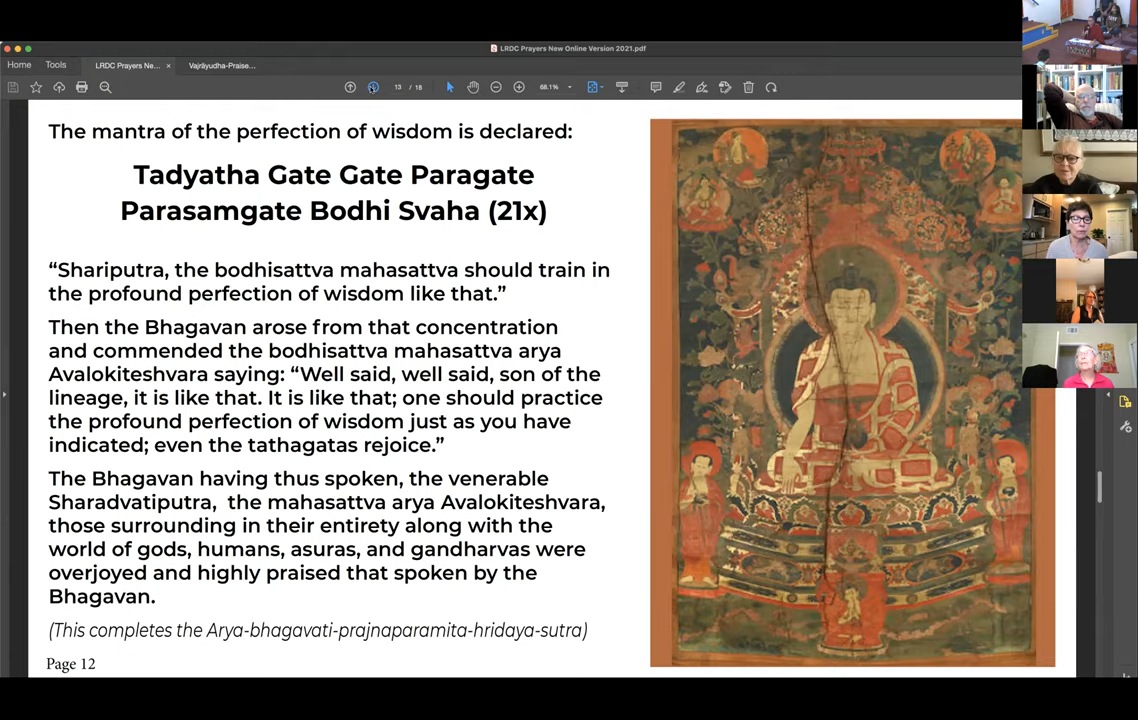 LRDC Prayers New Online Version 2021.pdf
Home Tools LRDC Prayers Ne... × Vajrāyudha-Praise...
13 / 18 68.1%
The mantra of the perfection of wisdom is declared:
Tadyatha Gate Gate Paragate
Parasamgate Bodhi Svaha (21x)
“Shariputra, the bodhisattva mahasattva should train in
the profound perfection of wisdom like that.”
Then the Bhagavan arose from that concentration
and commended the bodhisattva mahasattva arya
Avalokiteshvara saying: “Well said, well said, son of the
lineage, it is like that. It is like that; one should practice
the profound perfection of wisdom just as you have
indicated; even the tathagatas rejoice.”
The Bhagavan having thus spoken, the venerable
Sharadvatiputra, the mahasattva arya Avalokiteshvara,
those surrounding in their entirety along with the
world of gods, humans, asuras, and gandharvas were
overjoyed and highly praised that spoken by the
Bhagavan.
(This completes the Arya-bhagavati-prajnaparamita-hridaya-sutra)
Page 12